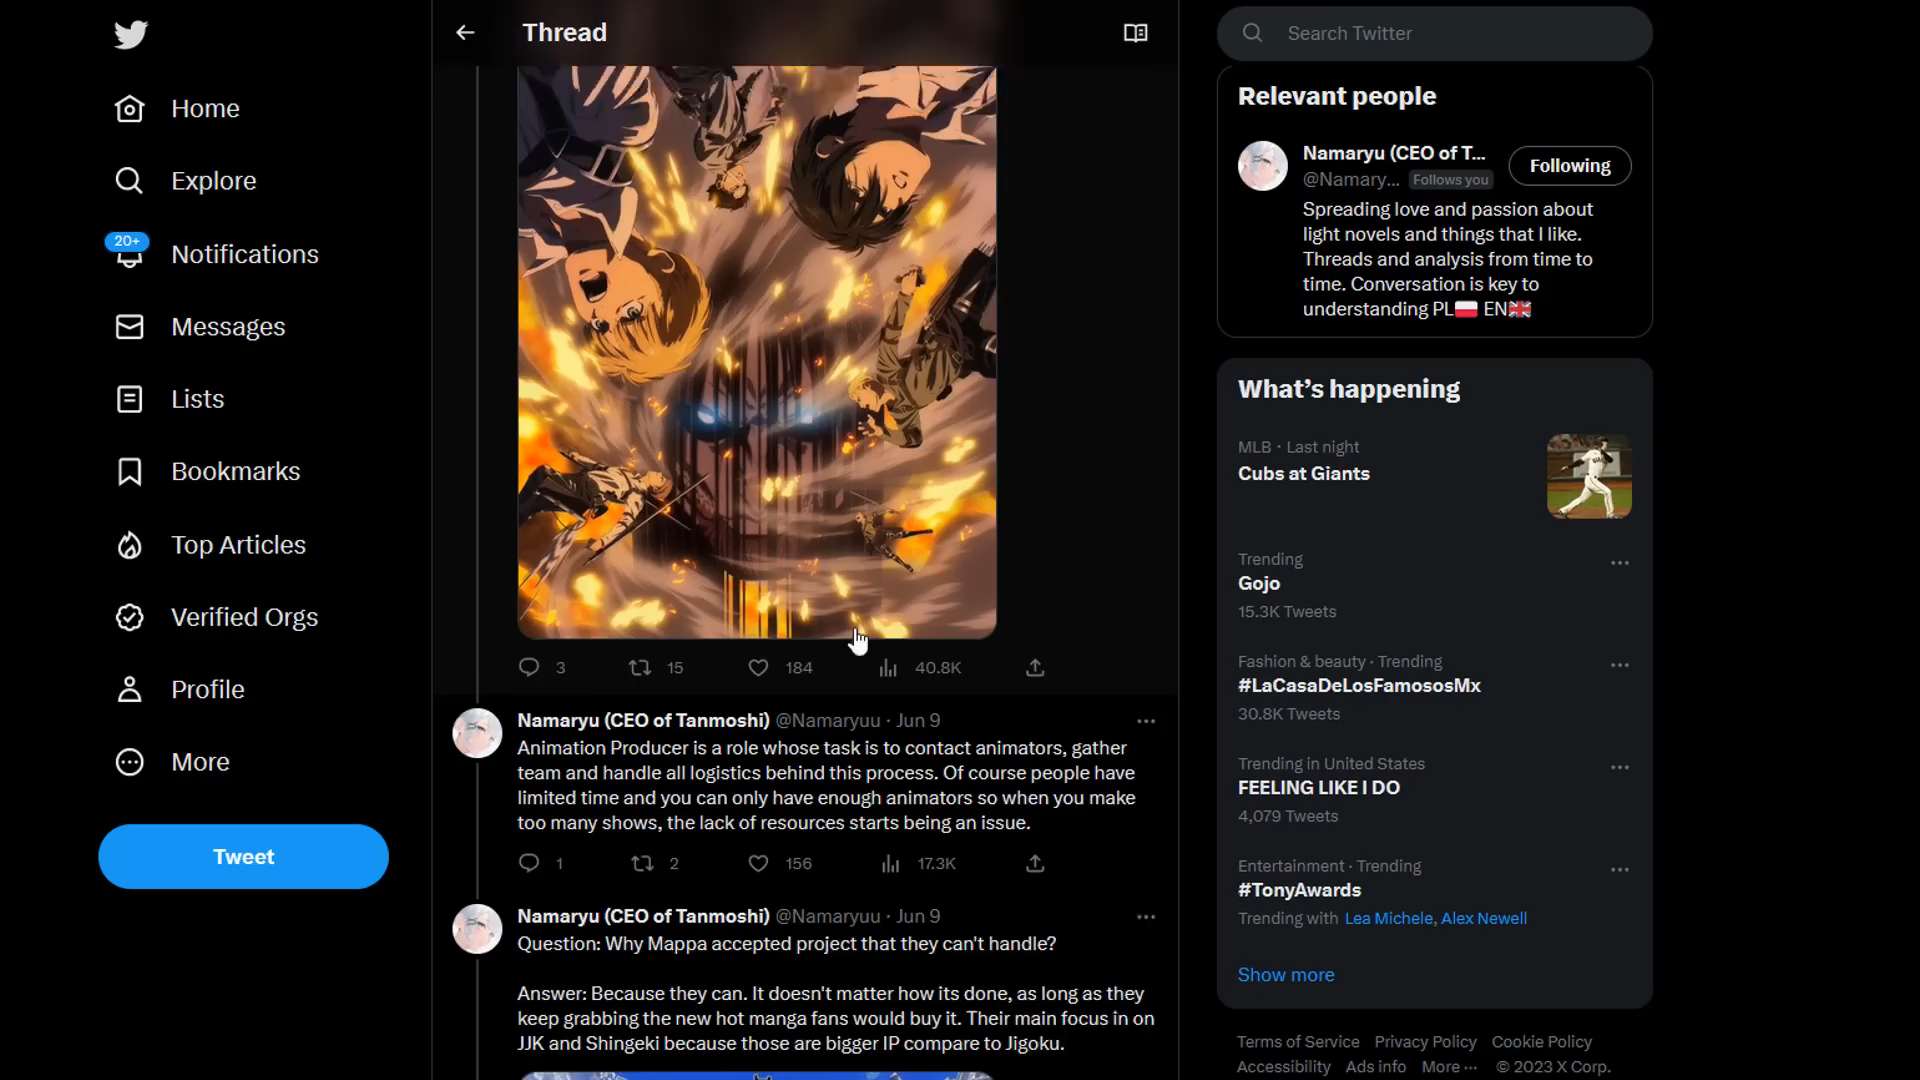 Home
Explore
20+
Notifications
Messages
Lists
Bookmarks
Top Articles
Verified Orgs
Profile
More
Tweet
Thread
3 15 184 40.8K
Namaryu (CEO of Tanmoshi) @Namaryuu · Jun 9
Animation Producer is a role whose task is to contact animators, gather
team and handle all logistics behind this process. Of course people have
limited time and you can only have enough animators so when you make
too many shows, the lack of resources starts being an issue.
1 2 156 17.3K
Namaryu (CEO of Tanmoshi) @Namaryuu · Jun 9
Question: Why Mappa accepted project that they can't handle?
Answer: Because they can. It doesn't matter how its done, as long as they
keep grabbing the new hot manga fans would buy it. Their main focus in on
JJK and Shingeki because those are bigger IP compare to Jigoku.
Search Twitter
Relevant people
Namaryu (CEO of T...
@Namary... Follows you
Following
Spreading love and passion about
light novels and things that I like.
Threads and analysis from time to
time. Conversation is key to
understanding PL🇵🇱 EN🇬🇧
What's happening
MLB · Last night
Cubs at Giants
Trending
Gojo
15.3K Tweets
Fashion & beauty · Trending
#LaCasaDeLosFamososMx
30.8K Tweets
Trending in United States
FEELING LIKE I DO
4,079 Tweets
Entertainment · Trending
#TonyAwards
Trending with Lea Michele, Alex Newell
Show more
Terms of Service Privacy Policy Cookie Policy
Accessibility Ads info More ··· © 2023 X Corp.